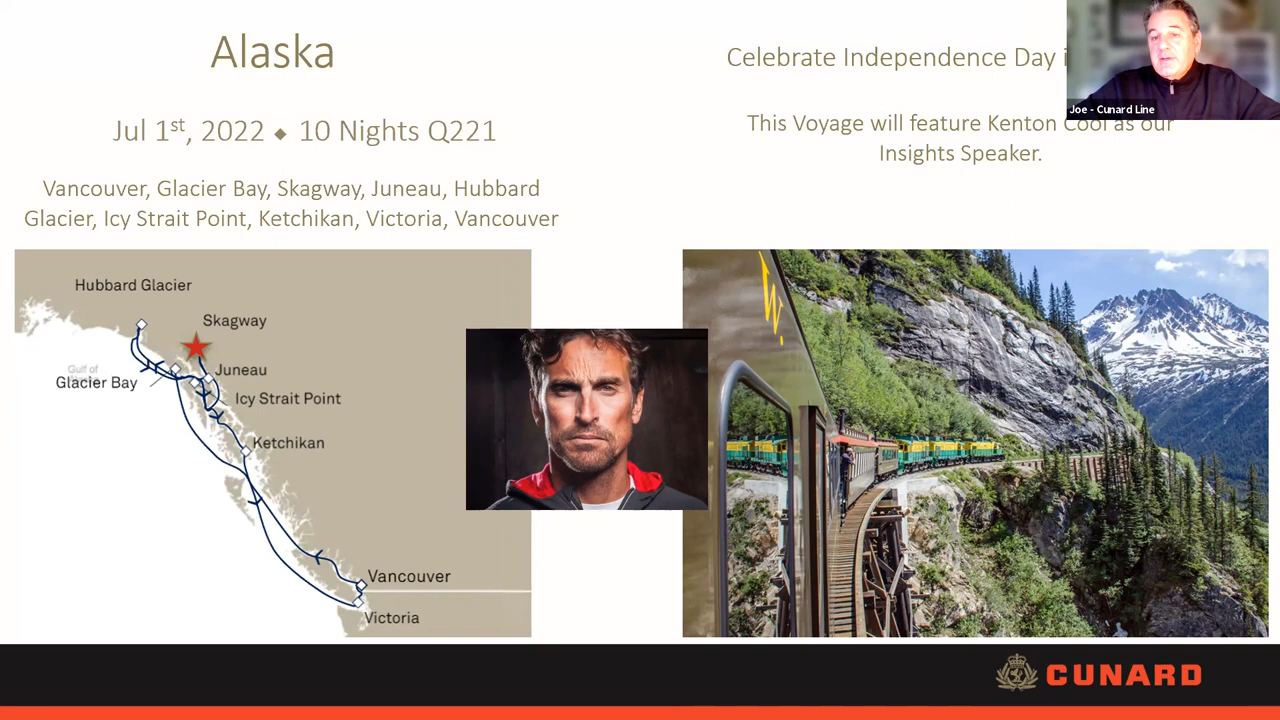 Alaska
Jul 1st, 2022 ◆ 10 Nights Q221
Vancouver, Glacier Bay, Skagway, Juneau, Hubbard
Glacier, Icy Strait Point, Ketchikan, Victoria, Vancouver
Celebrate Independence Day
This Voyage will feature Kenton Cool as our
Insights Speaker.
Joe - Cunard Line
Hubbard Glacier
Skagway
Gulf of
Juneau
Glacier Bay
Icy Strait Point
Ketchikan
Vancouver
Victoria
W.
CUNARD